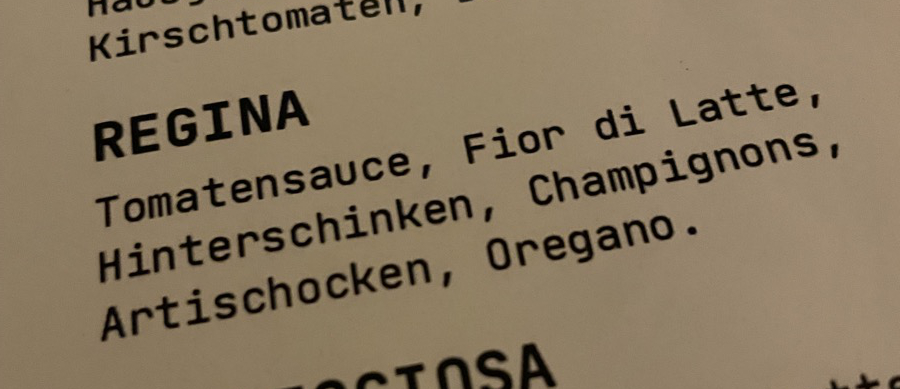 Kirschtomaten,
REGINA
Tomatensauce, Fior di Latte,
Hinterschinken, Champignons,
Artischocken, Oregano.